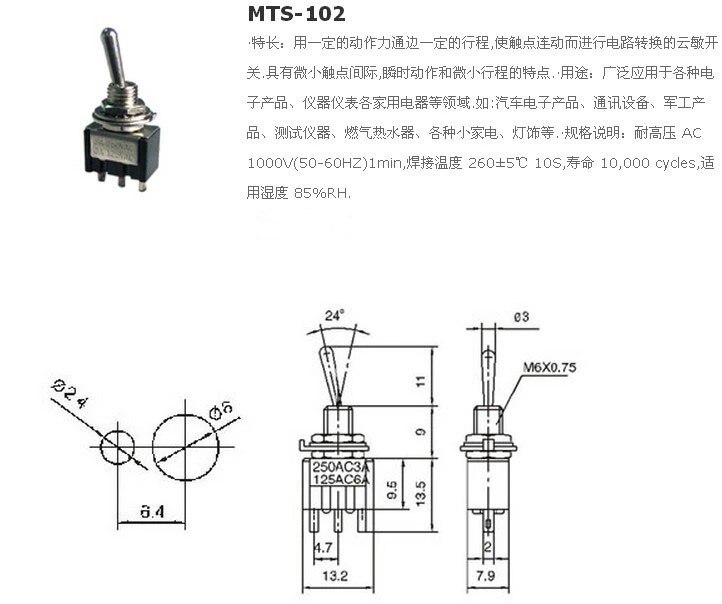 MTS-102
·特长：用一定的动作力通边一定的行程,使触点连动而进行电路转换的云敏开
关.具有微小触点间际,瞬时动作和微小行程的特点.·用途：广泛应用于各种电
子产品、仪器仪表各家用电器等领域.如:汽车电子产品、通讯设备、军工产
品、测试仪器、燃气热水器、各种小家电、灯饰等.·规格说明：耐高压 AC
1000V(50-60HZ)1min,焊接温度 260±5℃ 10S,寿命 10,000 cycles,适
用湿度 85%RH.
24°
ø3
M6X0.75
11
Ø2.4
Ø6
9
250AC3A
125AC6A
9.5
13.5
6.4
4.7
2
13.2
7.9